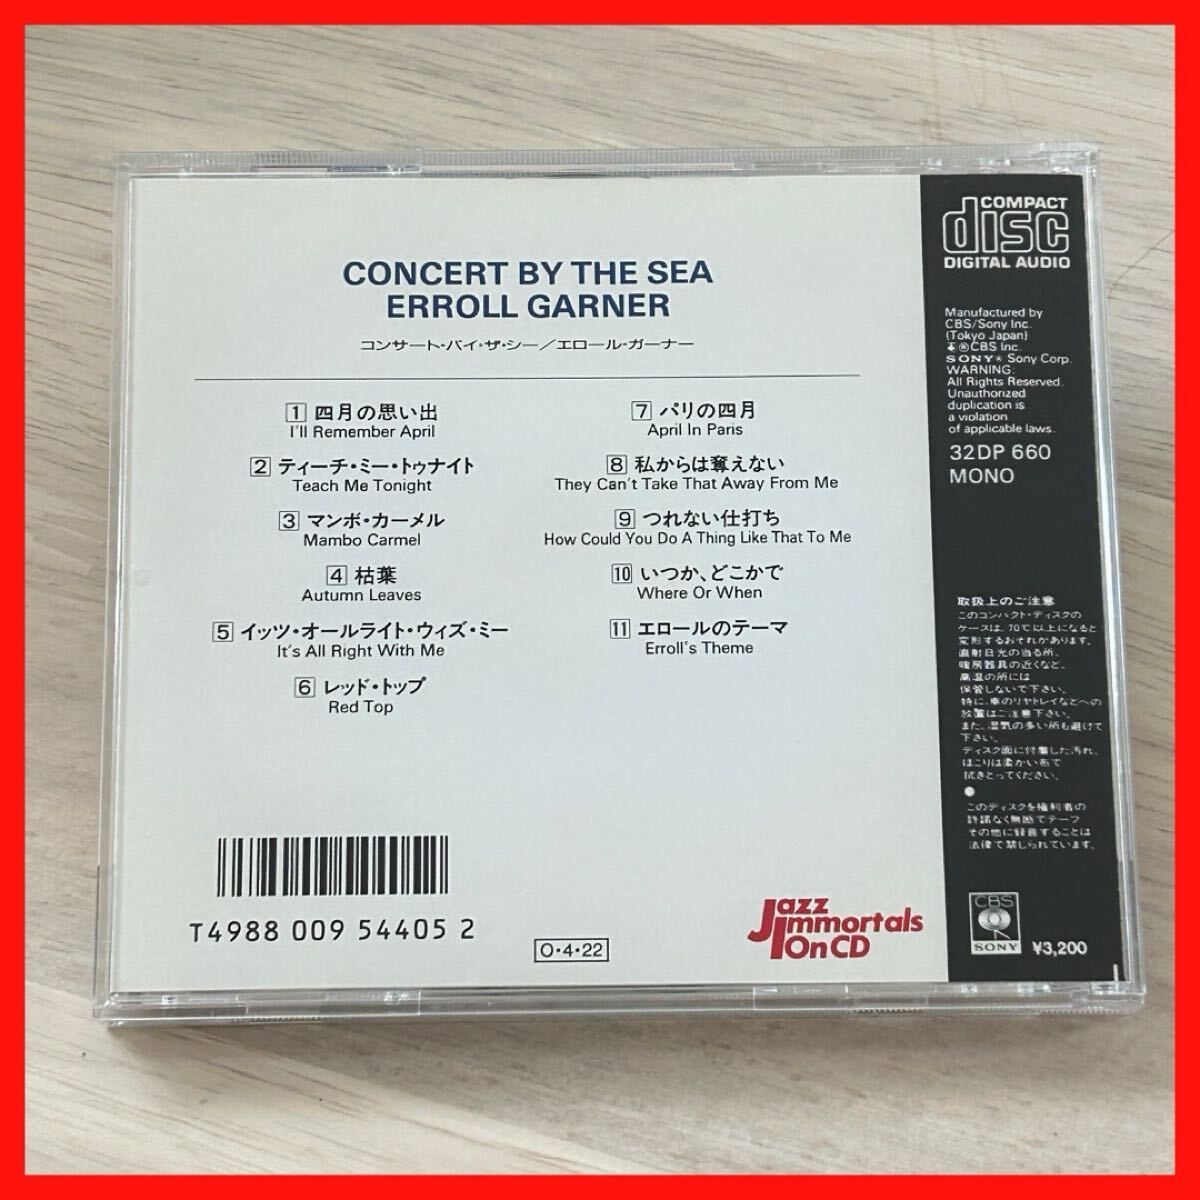 CONCERT BY THE SEA
ERROLL GARNER
コンサート・バイ・ザ・シー／エロール・ガーナー
1 四月の思い出
I'll Remember April
2 ティーチ・ミー・トゥナイト
Teach Me Tonight
3 マンボ・カーメル
Mambo Carmel
4 枯葉
Autumn Leaves
5 イッツ・オールライト・ウィズ・ミー
It's All Right With Me
6 レッド・トップ
Red Top
7 パリの四月
April In Paris
8 私からは奪えない
They Can't Take That Away From Me
9 つれない仕打ち
How Could You Do A Thing Like That To Me
10 いつか、どこかで
Where Or When
11 エロールのテーマ
Erroll's Theme
T4988 009 54405 2
O・4・22
Jazz
Immortals
On CD
COMPACT
disc
DIGITAL AUDIO
Manufactured by
CBS/Sony Inc.
(Tokyo Japan)
℗CBS Inc.
SONY® Sony Corp.
WARNING:
All Rights Reserved.
Unauthorized
duplication is
a violation
of applicable laws.
32DP 660
MONO
取扱上のご注意
このコンパクト・ディスクの
ケースは、70℃以上になると
変形するおそれかあります。
直射日光の当る所、
暖房器具の近くなど、
高温の所には
保管しないで下さい。
特に、車のリヤトレイなどへの
放置はご注意下さい。
また、湿気の多い所も避けて
下さい。
ディスク面に付着した汚れ、
ほこりは柔かい布で
拭きとってください。
●
このディスクを権利者の
許諾なく無断でテープ
その他に録音することは
法律で禁じられています。
CBS
SONY
¥3,200